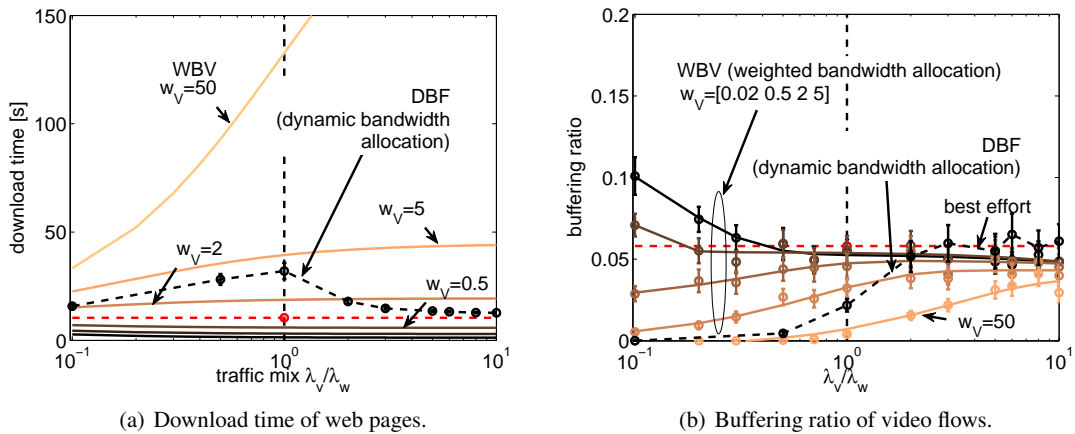 150
100
50
0
download time [s]
WBV
w_V=50
DBF
(dynamic bandwidth
allocation)
w_V=5
w_V=2
w_V=0.5
10^-1
10^0
10^1
traffic mix λ_v/λ_w
(a) Download time of web pages.
0.2
0.15
0.1
0.05
0
buffering ratio
WBV (weighted bandwidth allocation)
w_V=[0.02 0.5 2 5]
DBF
(dynamic bandwidth allocation)
best effort
w_V=50
10^-1
10^0
10^1
λ_v/λ_w
(b) Buffering ratio of video flows.